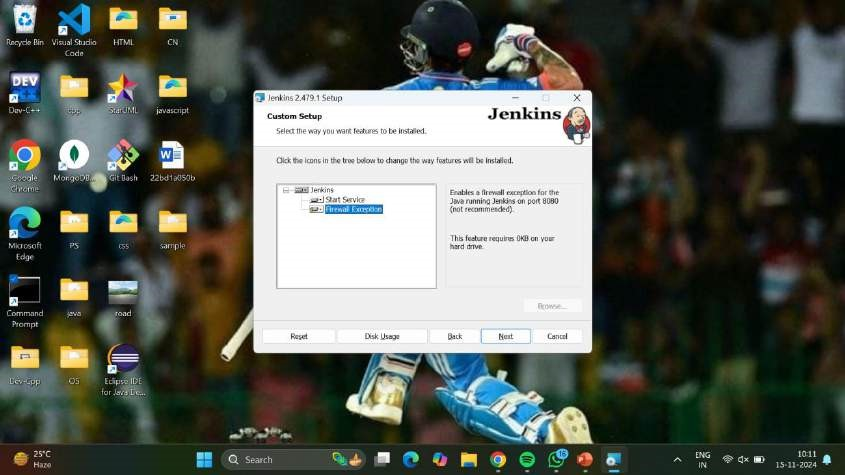 Recycle Bin
Visual Studio
Code
HTML
CN
Dev-C++
cpp
StarUML
javascript
Google
Chrome
MongoDB...
Git Bash
22bd1a050b
Microsoft
Edge
PS
css
sample
Command
Prompt
java
road
Dev-Cpp
OS
Eclipse IDE
for Java De...
Jenkins 2.479.1 Setup
Custom Setup
Select the way you want features to be installed.
Jenkins
Click the icons in the tree below to change the way features will be installed.
Jenkins
Start Service
Firewall Exception
Enables a firewall exception for the
Java running Jenkins on port 8080
(not recommended).
This feature requires 0KB on your
hard drive.
Browse...
Reset
Disk Usage
Back
Next
Cancel
25°C
Haze
Search
16
ENG
IN
10:11
15-11-2024